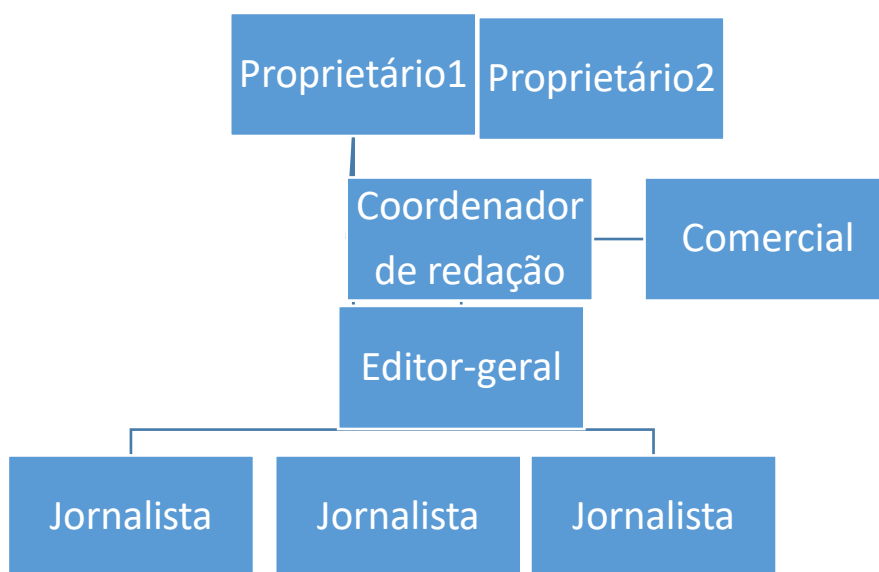 Proprietário1
Proprietário2
Coordenador
de redação
Comercial
Editor-geral
Jornalista
Jornalista
Jornalista